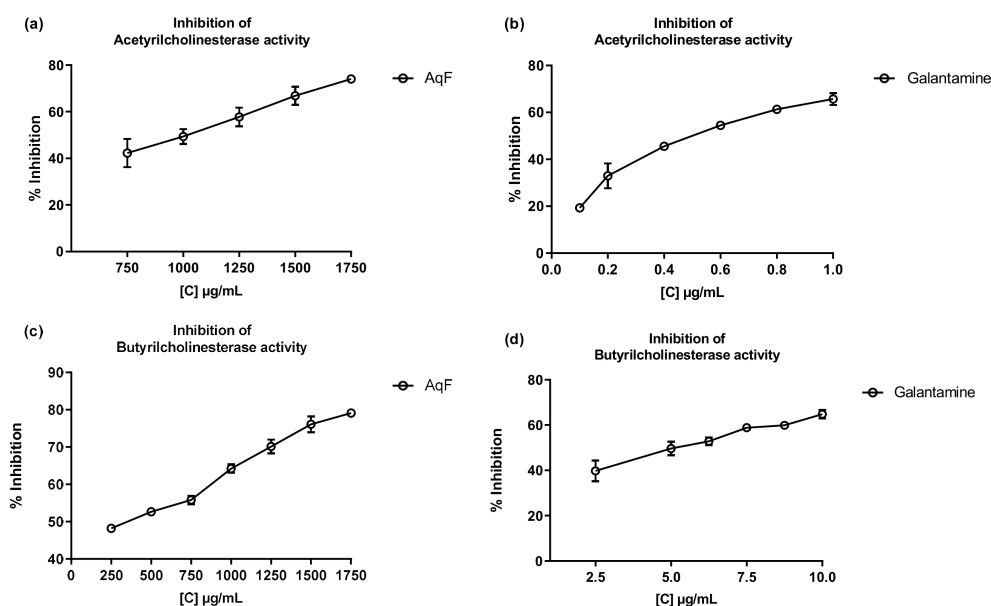 (a)
Inhibition of
Acetyrilcholinesterase activity
80
60
40
20
0
% Inhibition
750 1000 1250 1500 1750
[C] µg/mL
AqF
(b)
Inhibition of
Acetyrilcholinesterase activity
80
60
40
20
0
% Inhibition
0.0 0.2 0.4 0.6 0.8 1.0
[C] µg/mL
Galantamine
(c)
Inhibition of
Butyrilcholinesterase activity
90
80
70
60
50
40
% Inhibition
0 250 500 750 1000 1250 1500 1750
[C] µg/mL
AqF
(d)
Inhibition of
Butyrilcholinesterase activity
80
60
40
20
0
% Inhibition
2.5 5.0 7.5 10.0
[C] µg/mL
Galantamine